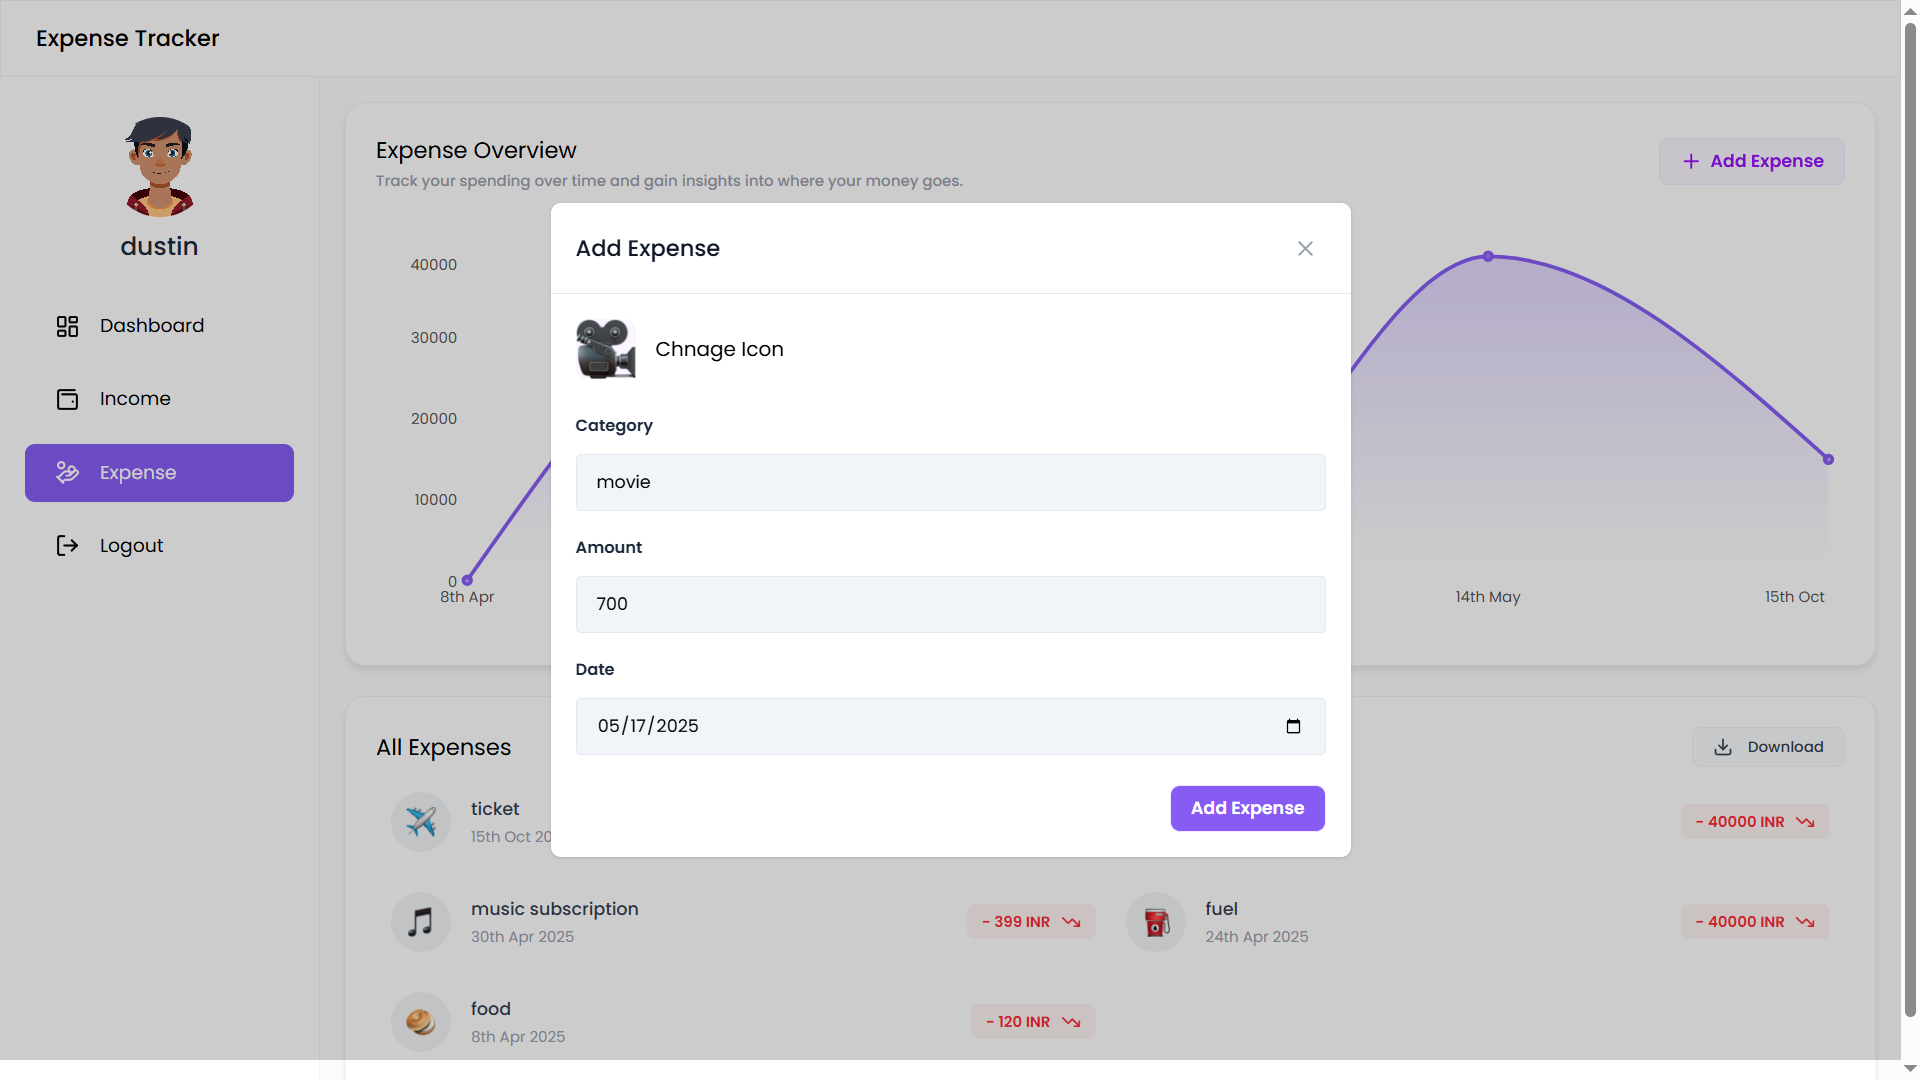 Expense Tracker
dustin
Dashboard
Income
Expense
Logout
Expense Overview
Track your spending over time and gain insights into where your money goes.
+ Add Expense
40000
30000
20000
10000
0
8th Apr
14th May
15th Oct
Add Expense
Chnage Icon
Category
movie
Amount
700
Date
05/17/2025
Add Expense
All Expenses
Download
ticket
15th Oct 20
- 40000 INR
music subscription
30th Apr 2025
- 399 INR
fuel
24th Apr 2025
- 40000 INR
food
8th Apr 2025
- 120 INR